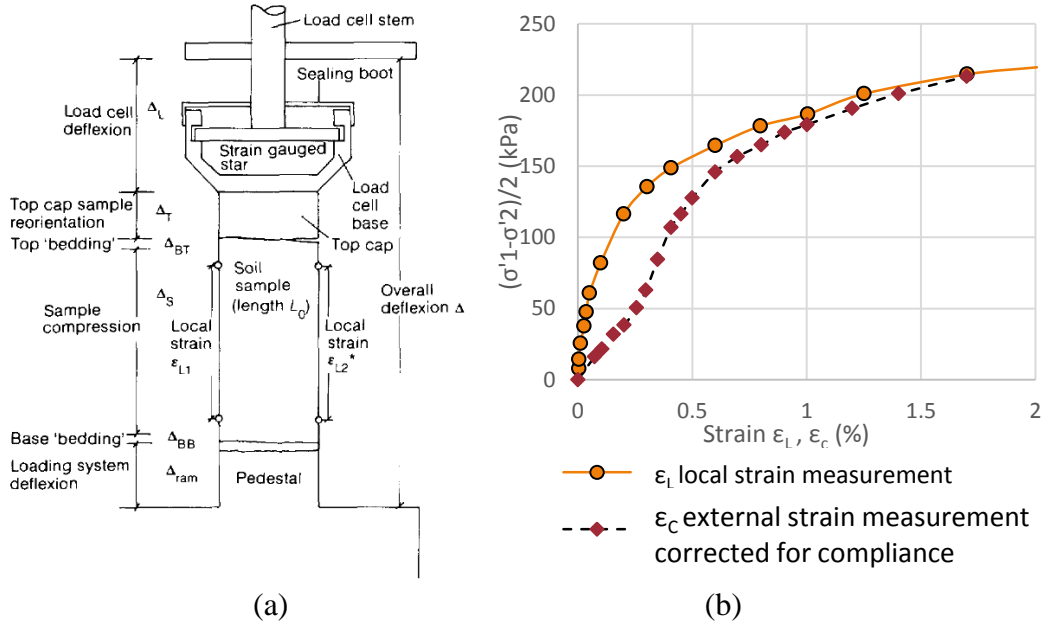 Load cell stem
Sealing boot
Load cell
deflexion
Δ_L
Strain gauged
star
Load
cell
base
Top cap sample
reorientation
Δ_T
Top 'bedding'
Δ_BT
Top cap
Soil
sample
(length L_0)
Overall
deflexion Δ
Sample
compression
Δ_S
Local
strain
ε_L1
Local
strain
ε_L2*
Base 'bedding'
Δ_BB
Loading system
deflexion
Δ_ram
Pedestal
(a)
(σ'1-σ'2)/2 (kPa)
250
200
150
100
50
0
0
0.5
1
1.5
2
Strain ε_L , ε_c (%)
ε_L local strain measurement
ε_C external strain measurement
corrected for compliance
(b)